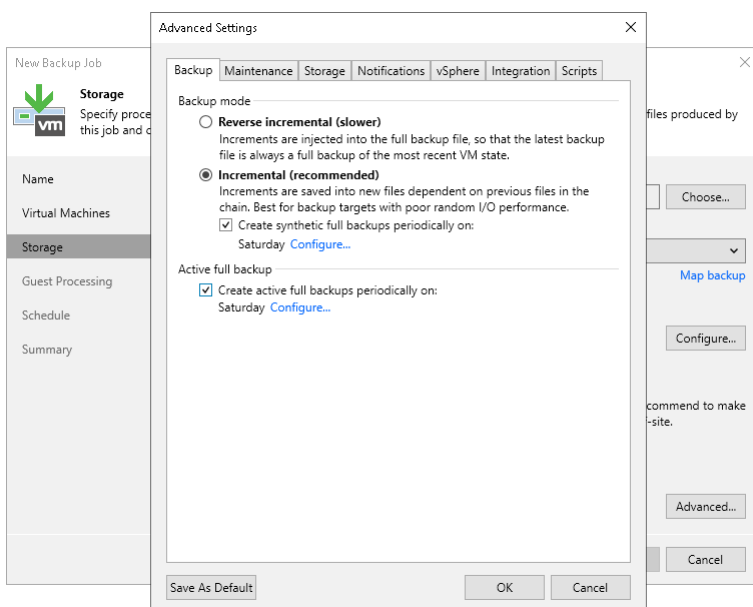 Advanced Settings
New Backup Job
Storage
Specify proce
this job and c
files produced by
vm
Name
Virtual Machines
Storage
Guest Processing
Schedule
Summary
Backup Maintenance Storage Notifications vSphere Integration Scripts
Backup mode
Reverse incremental (slower)
Increments are injected into the full backup file, so that the latest backup
file is always a full backup of the most recent VM state.
Incremental (recommended)
Increments are saved into new files dependent on previous files in the
chain. Best for backup targets with poor random I/O performance.
Create synthetic full backups periodically on:
Saturday Configure...
Active full backup
Create active full backups periodically on:
Saturday Configure...
Choose...
Map backup
Configure...
commend to make
-site.
Advanced...
Cancel
Save As Default OK Cancel